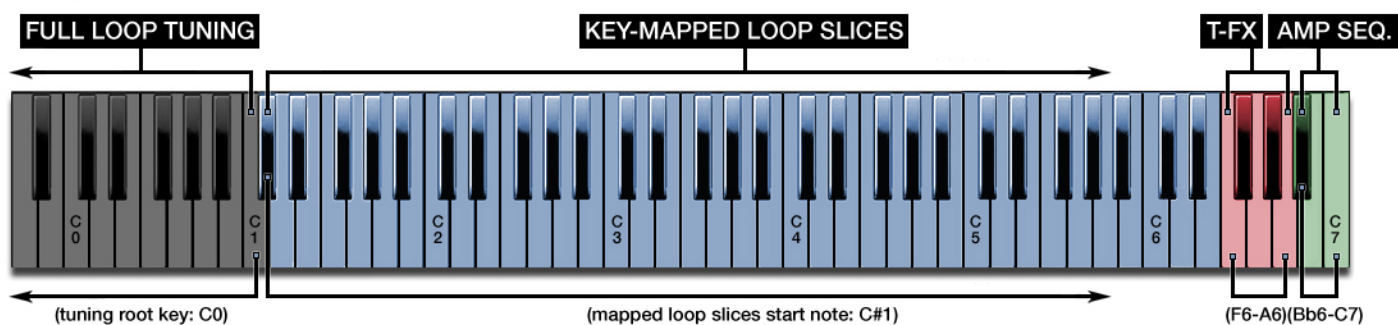 FULL LOOP TUNING
KEY-MAPPED LOOP SLICES
T-FX
AMP SEQ.
C
0
C
1
C
2
C
3
C
4
C
5
C
6
C
7
(tuning root key: C0)
(mapped loop slices start note: C#1)
(F6-A6)(Bb6-C7)